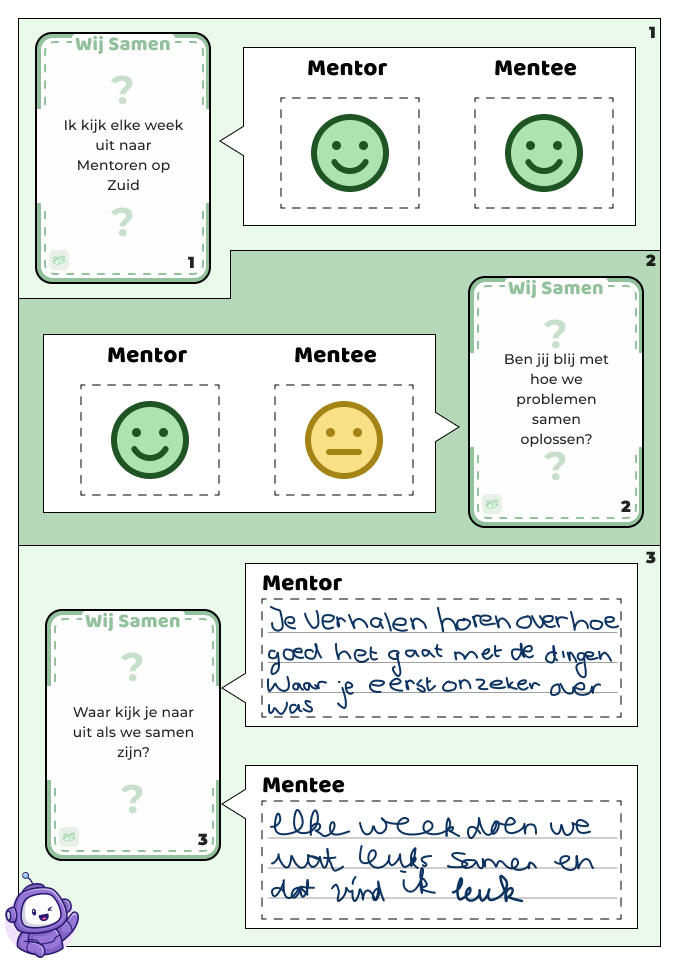 1
Wij Samen
?
Ik kijk elke week
uit naar
Mentoren op
Zuid
?
1
Mentor
Mentee
2
Mentor
Mentee
Wij Samen
?
Ben jij blij met
hoe we
problemen
samen
oplossen?
?
2
3
Wij Samen
?
Waar kijk je naar
uit als we samen
zijn?
?
3
Mentor
Je verhalen horen over hoe
goed het gaat met de dingen
Waar je eerst onzeker over
was
Mentee
Elke week doen we
wat leuks samen en
dat vind ik leuk